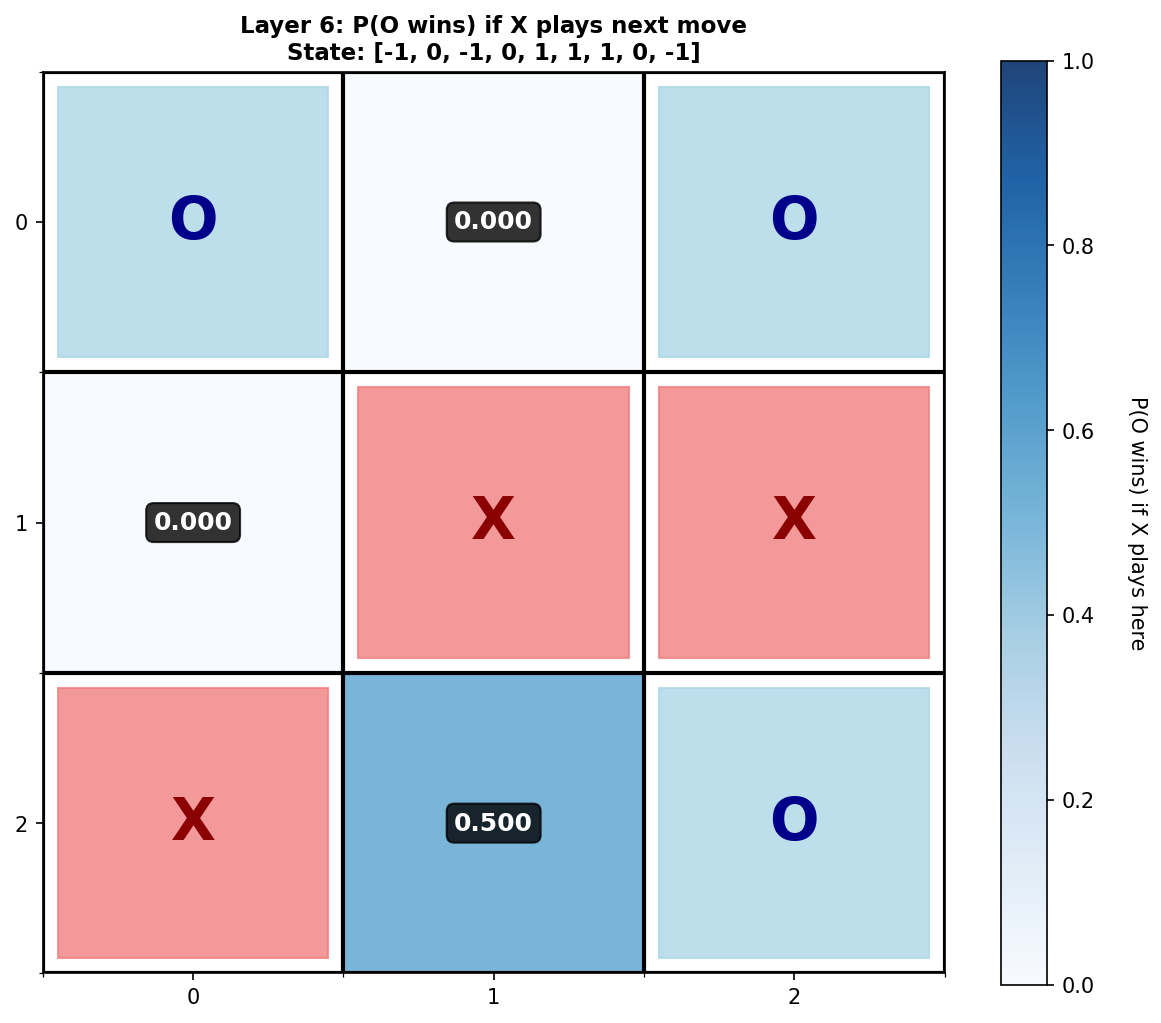 Layer 6: P(O wins) if X plays next move
State: [-1, 0, -1, 0, 1, 1, 1, 0, -1]
0
O
0.000
O
1
0.000
X
X
2
X
0.500
O
0
1
2
1.0
0.8
0.6
0.4
0.2
0.0
P(O wins) if X plays here